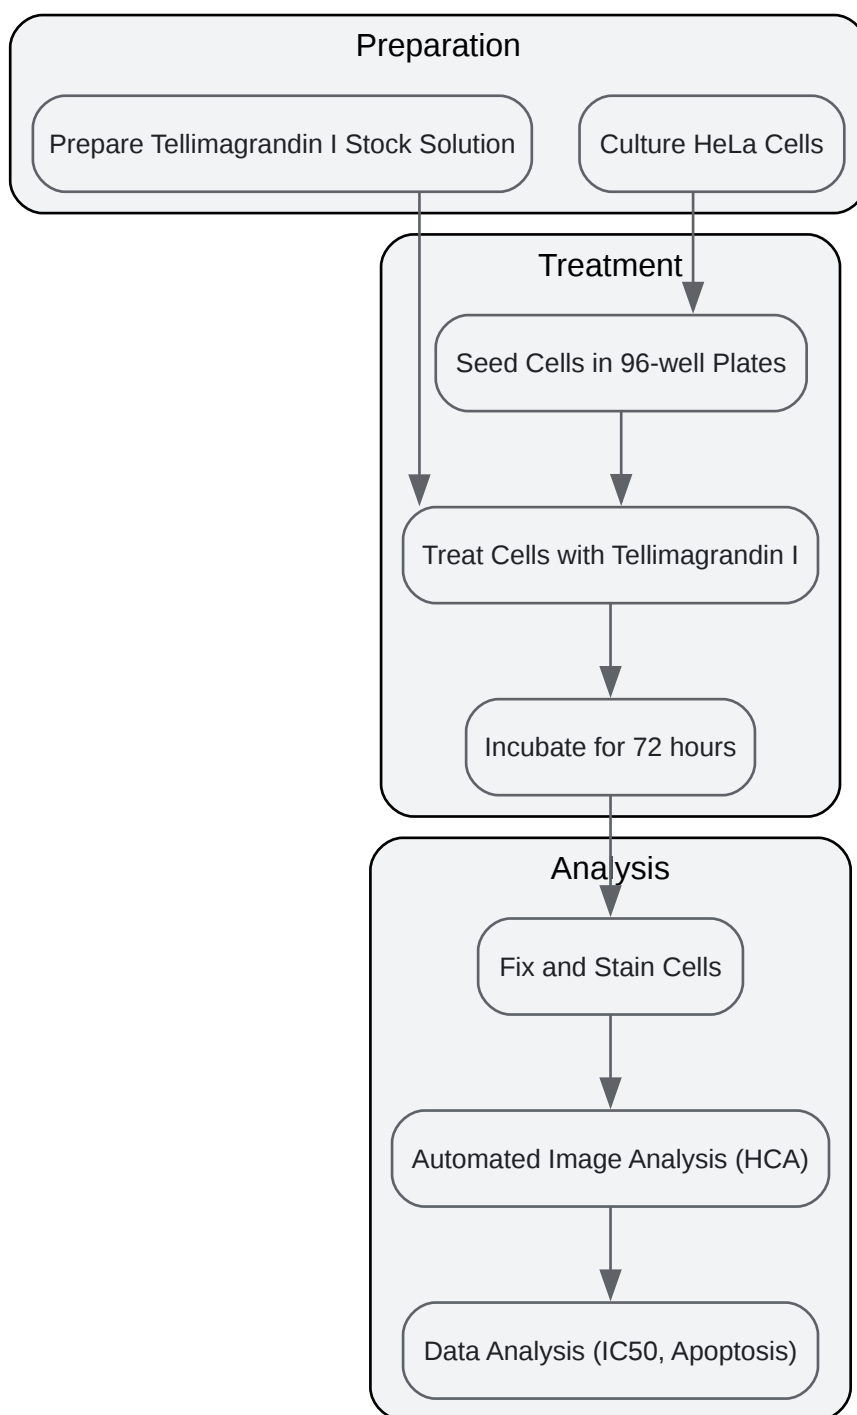 Preparation
Prepare Tellimagrandin I Stock Solution
Culture HeLa Cells
Treatment
Seed Cells in 96-well Plates
Treat Cells with Tellimagrandin I
Incubate for 72 hours
Analysis
Fix and Stain Cells
Automated Image Analysis (HCA)
Data Analysis (IC50, Apoptosis)